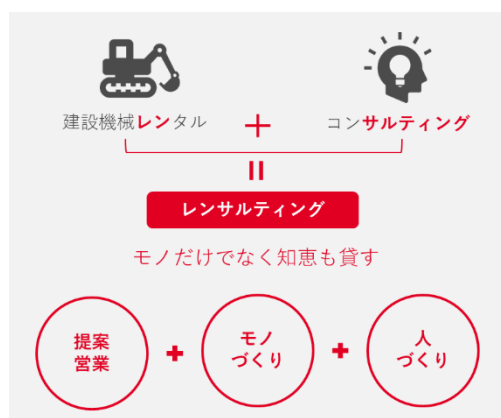 建設機械レンタル + コンサルティング
=
レンサルティング
モノだけでなく知恵も貸す
提案
営業
+
モノ
づくり
+
人
づくり